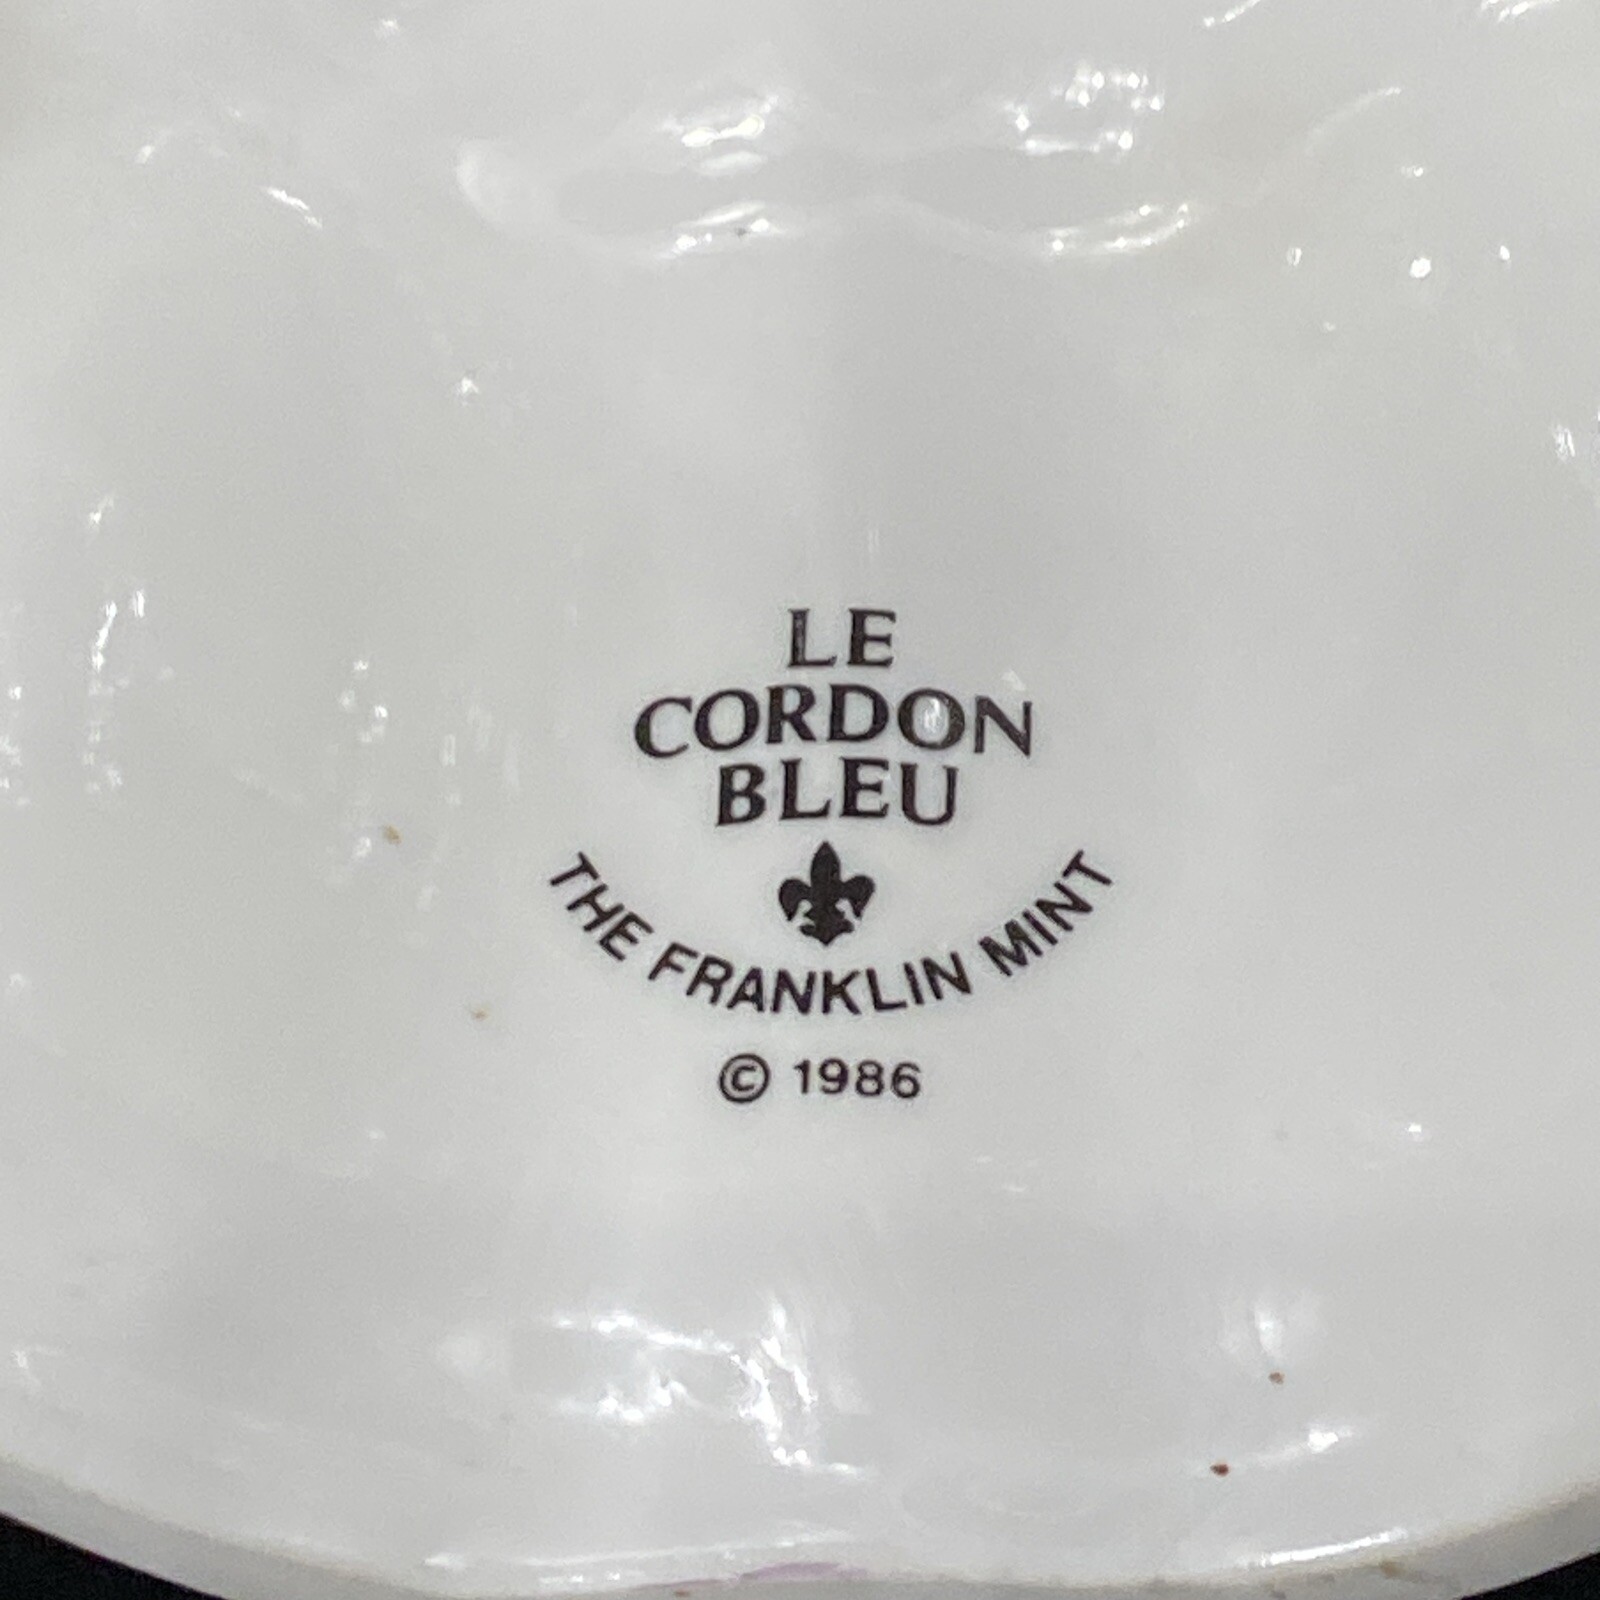 LE
CORDON
BLEU
THE FRANKLIN MINT
© 1986